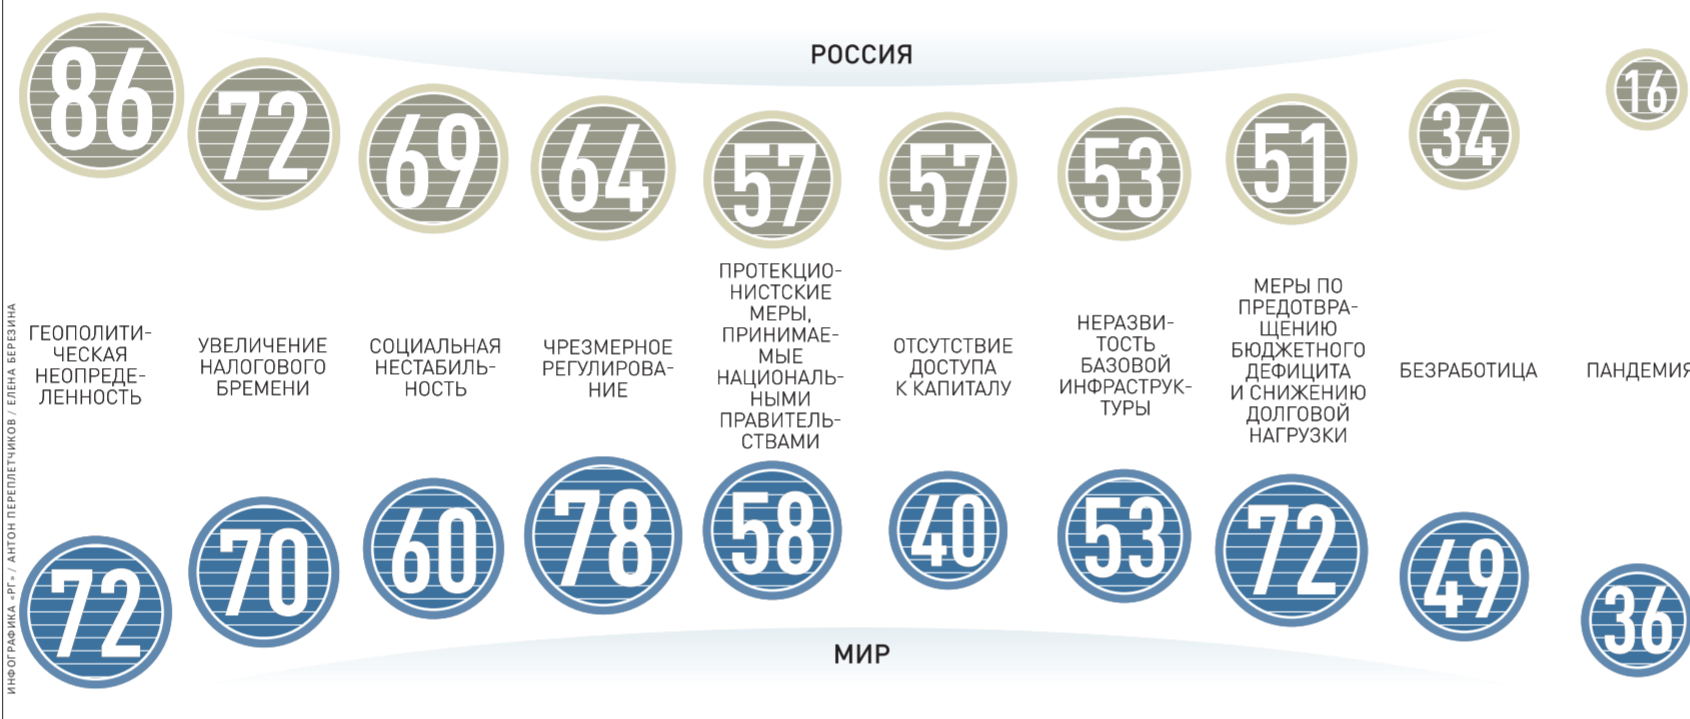 РОССИЯ
86
72
69
64
57
57
53
51
34
16
ГЕОПОЛИТИ-
ЧЕСКАЯ
НЕОПРЕДЕ-
ЛЕННОСТЬ
УВЕЛИЧЕНИЕ
НАЛОГОВОГО
БРЕМЕНИ
СОЦИАЛЬНАЯ
НЕСТАБИЛЬ-
НОСТЬ
ЧРЕЗМЕРНОЕ
РЕГУЛИРОВА-
НИЕ
ПРОТЕКЦИО-
НИСТСКИЕ
МЕРЫ,
ПРИНИМАЕ-
МЫЕ
НАЦИОНАЛЬ-
НЫМИ
ПРАВИТЕЛЬ-
СТВАМИ
ОТСУТСТВИЕ
ДОСТУПА
К КАПИТАЛУ
НЕРАЗВИ-
ТОСТЬ
БАЗОВОЙ
ИНФРАСТРУК-
ТУРЫ
МЕРЫ ПО
ПРЕДОТВРА-
ЩЕНИЮ
БЮДЖЕТНОГО
ДЕФИЦИТА
И СНИЖЕНИЮ
ДОЛГОВОЙ
НАГРУЗКИ
БЕЗРАБОТИЦА
ПАНДЕМИЯ
72
70
60
78
58
40
53
72
49
36
МИР
ИНФОГРАФИКА «РГ» / АНТОН ПЕРЕПЛЕТЧИКОВ / ЕЛЕНА БЕРЕЗИНА